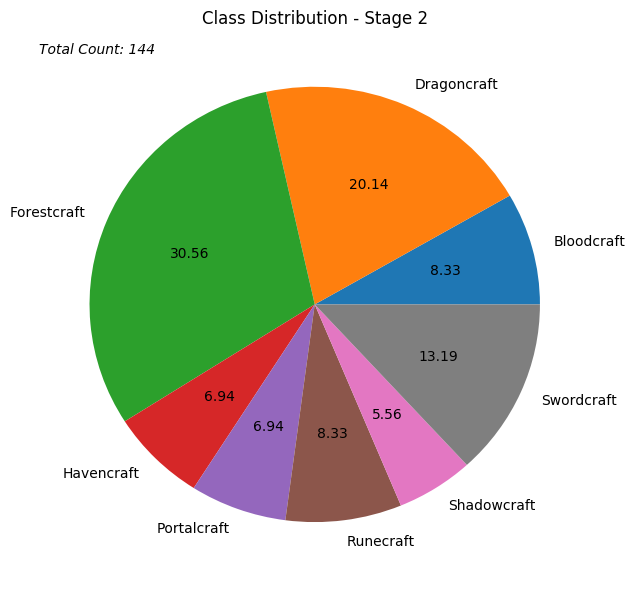 Class Distribution - Stage 2
Total Count: 144
Dragoncraft
20.14
Forestcraft
30.56
Bloodcraft
8.33
13.19
Swordcraft
6.94
6.94
8.33
5.56
Havencraft
Portalcraft
Runecraft
Shadowcraft